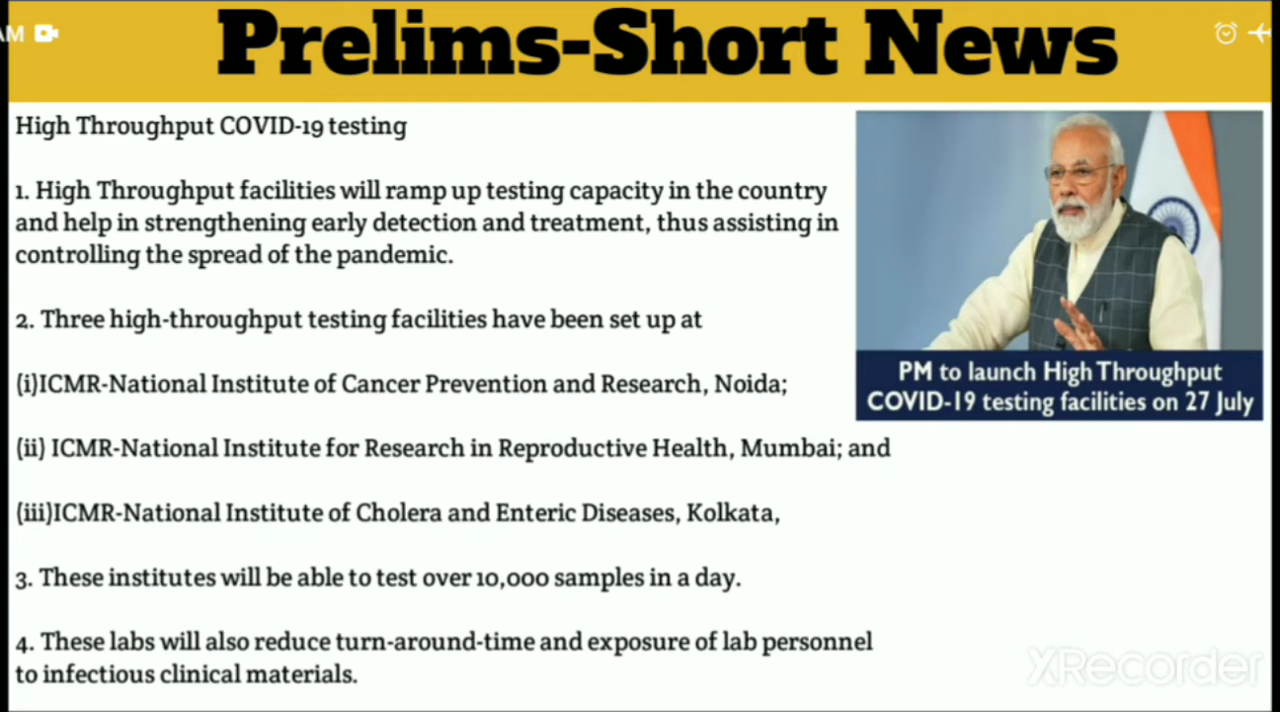 AM
Prelims-Short News
High Throughput COVID-19 testing
1. High Throughput facilities will ramp up testing capacity in the country
and help in strengthening early detection and treatment, thus assisting in
controlling the spread of the pandemic.
2. Three high-throughput testing facilities have been set up at
(i)ICMR-National Institute of Cancer Prevention and Research, Noida;
(ii) ICMR-National Institute for Research in Reproductive Health, Mumbai; and
(iii)ICMR-National Institute of Cholera and Enteric Diseases, Kolkata,
3. These institutes will be able to test over 10,000 samples in a day.
4. These labs will also reduce turn-around-time and exposure of lab personnel
to infectious clinical materials.
PM to launch High Throughput
COVID-19 testing facilities on 27 July
XRecorder